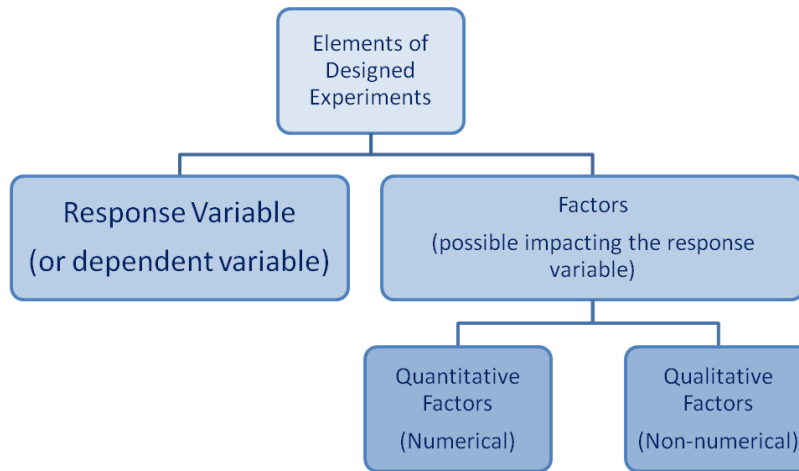 Elements of
Designed
Experiments
Response Variable
(or dependent variable)
Factors
(possible impacting the response
variable)
Quantitative
Factors
(Numerical)
Qualitative
Factors
(Non-numerical)